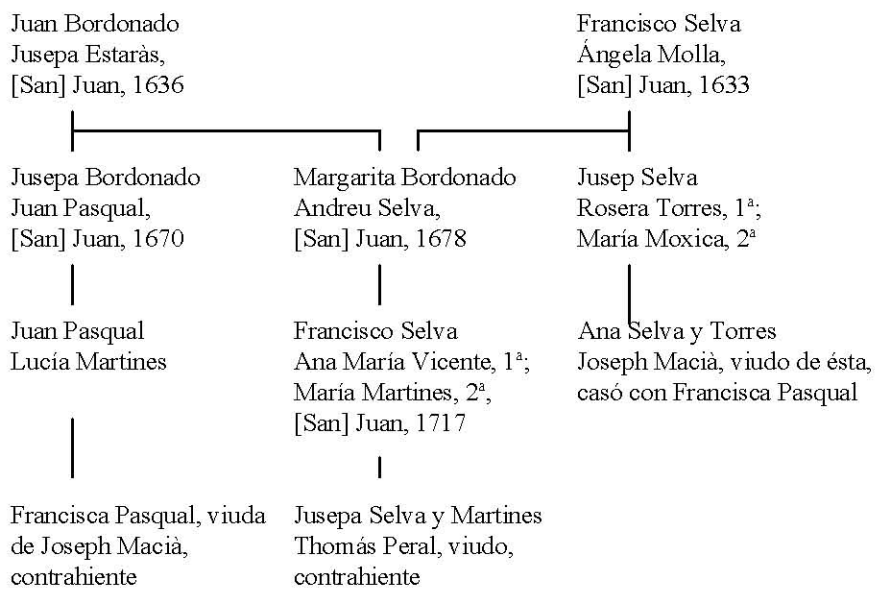 Juan Bordonado
Jusepa Estaràs,
[San] Juan, 1636
Francisco Selva
Ángela Molla,
[San] Juan, 1633
Jusepa Bordonado
Juan Pasqual,
[San] Juan, 1670
Margarita Bordonado
Andreu Selva,
[San] Juan, 1678
Jusep Selva
Rosera Torres, 1ª;
María Moxica, 2ª
Juan Pasqual
Lucía Martines
Francisco Selva
Ana María Vicente, 1ª;
María Martines, 2ª,
[San] Juan, 1717
Ana Selva y Torres
Joseph Macià, viudo de ésta,
casó con Francisca Pasqual
Francisca Pasqual, viuda
de Joseph Macià,
contrahiente
Jusepa Selva y Martines
Thomás Peral, viudo,
contrahiente